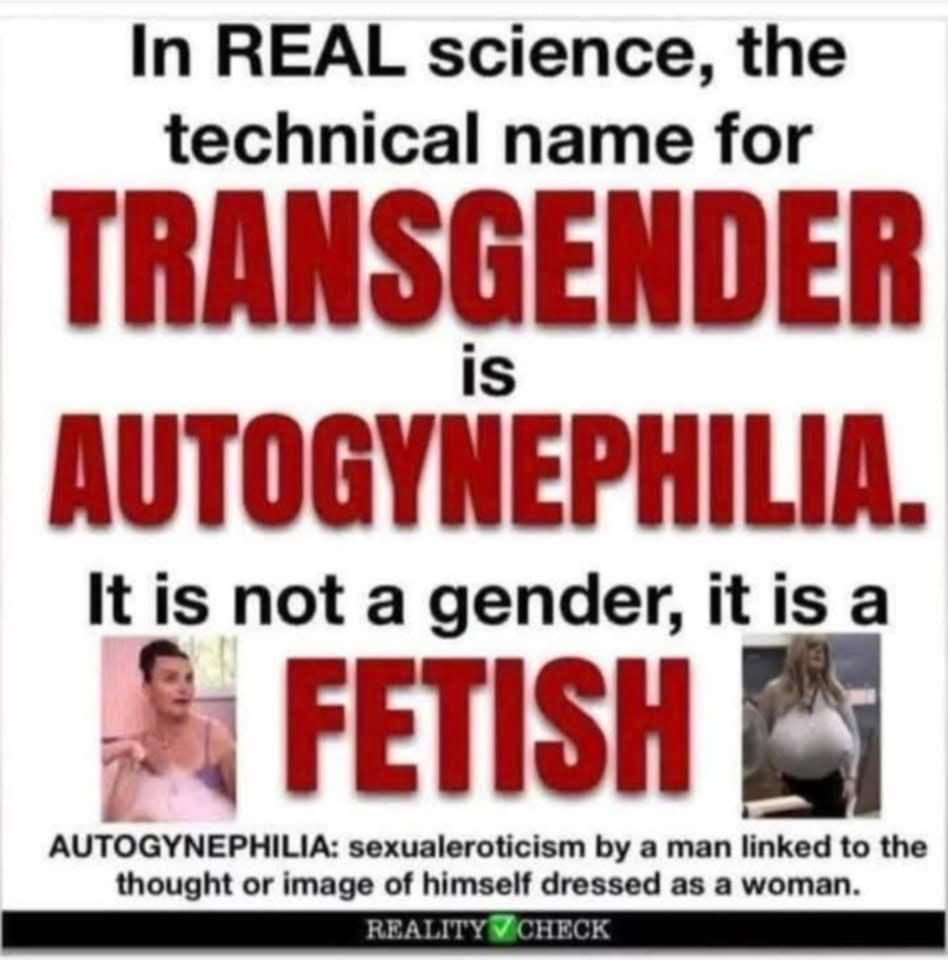 In REAL science, the
technical name for
TRANSGENDER
is
AUTOGYNEPHILIA.
It is not a gender, it is a
FETISH
AUTOGYNEPHILIA: sexualeroticism by a man linked to the
thought or image of himself dressed as a woman.
REALITY✅CHECK